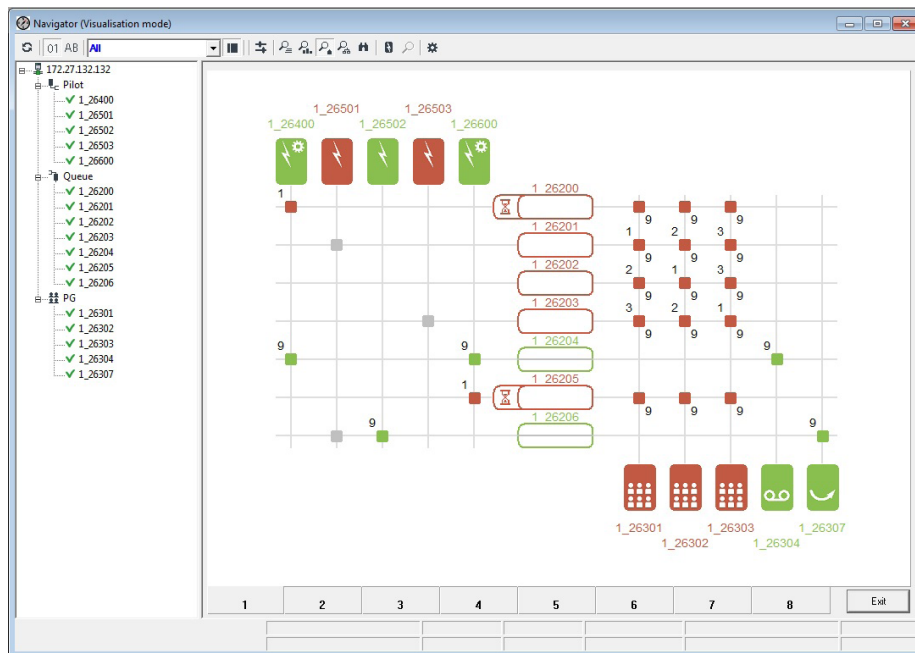 Navigator (Visualisation mode)
01 AB All
172.27.132.132
Pilot
1_26400
1_26501
1_26502
1_26503
1_26600
Queue
1_26200
1_26201
1_26202
1_26203
1_26204
1_26205
1_26206
PG
1_26301
1_26302
1_26303
1_26304
1_26307
1_26501 1_26503
1_26400 1_26502 1_26600
1_26200
1
9 9 9
1_26201
1 2 3
9 9 9
1_26202
2 1 3
9 9 9
1_26203
3 2 1
9 9 9
1_26204
9 9 9
1_26205
1
9 9 9
1_26206
9 9
1_26301 1_26303 1_26307
1_26302 1_26304
1 2 3 4 5 6 7 8 Exit